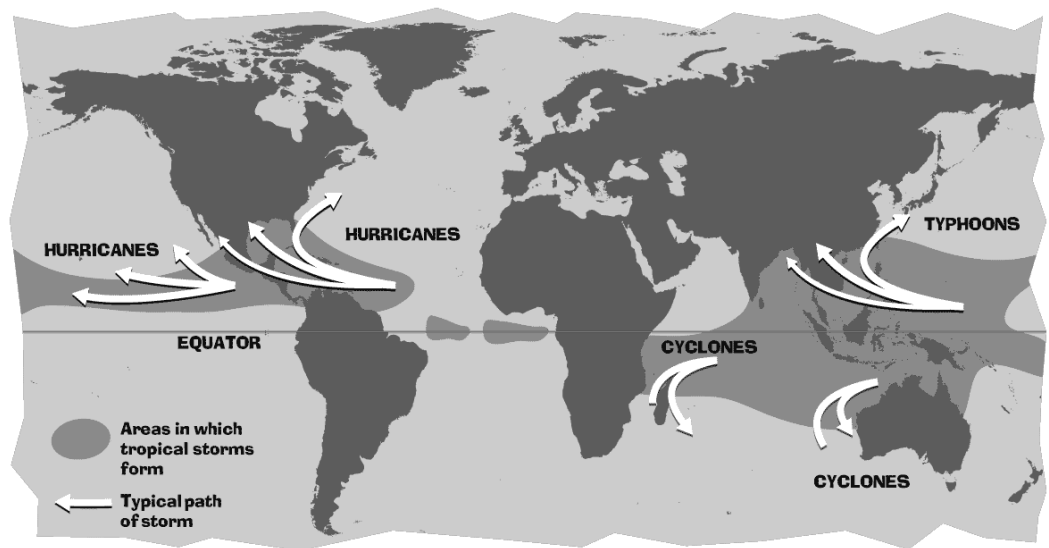 HURRICANES
HURRICANES
TYPHOONS
EQUATOR
CYCLONES
Areas in which
tropical storms
form
Typical path
of storm
CYCLONES